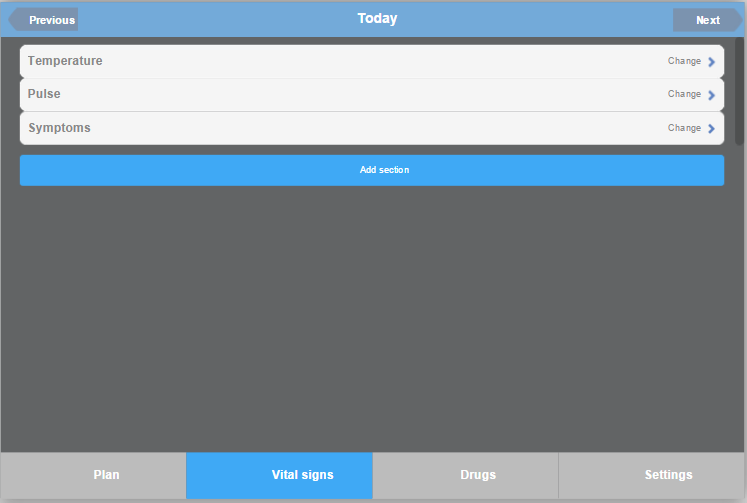 Previous Today Next
Temperature Change
Pulse Change
Symptoms Change
Add section
Plan Vital signs Drugs Settings